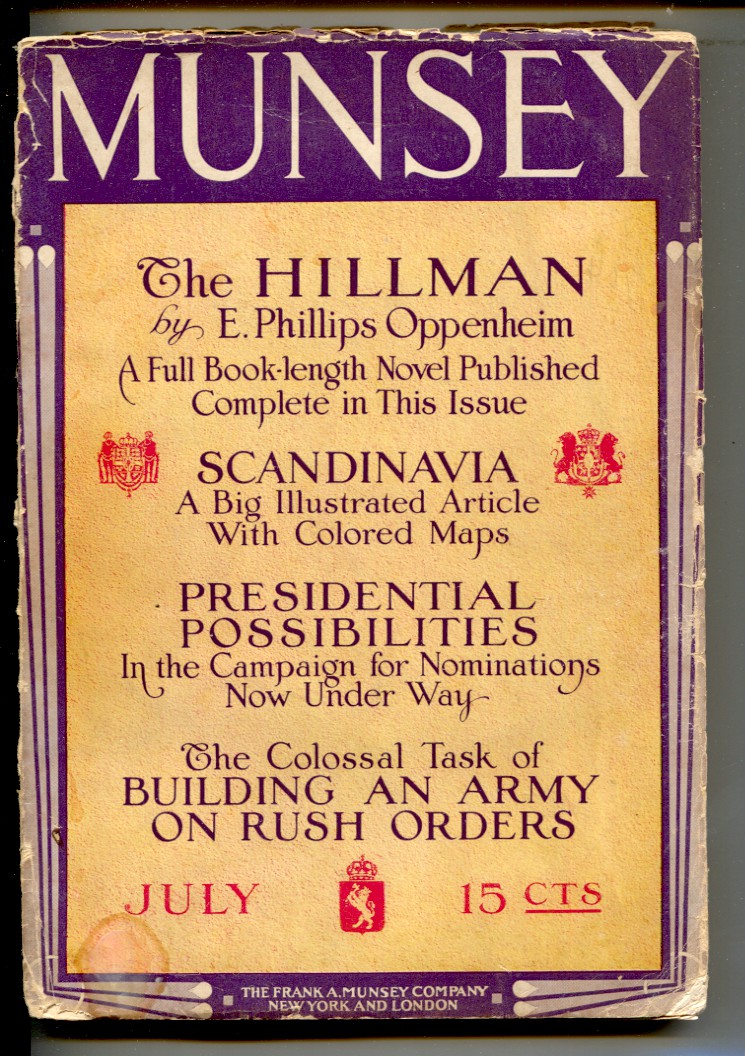 MUNSEY
The HILLMAN
by E. Phillips Oppenheim
A Full Book-length Novel Published
Complete in This Issue
SCANDINAVIA
A Big Illustrated Article
With Colored Maps
PRESIDENTIAL
POSSIBILITIES
In the Campaign for Nominations
Now Under Way
The Colossal Task of
BUILDING AN ARMY
ON RUSH ORDERS
JULY 15 CTS
THE FRANK A. MUNSEY COMPANY
NEW YORK AND LONDON